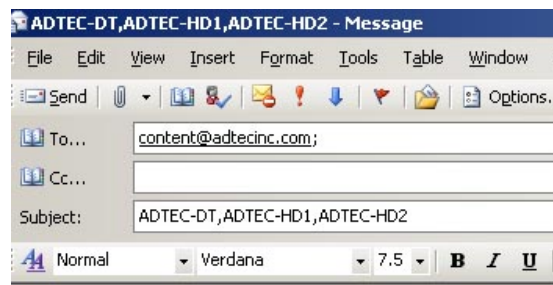 ADTEC-DT,ADTEC-HD1,ADTEC-HD2 - Message
File Edit View Insert Format Tools Table Window
Send Options.
To... content@adtecinc.com;
Cc...
Subject: ADTEC-DT,ADTEC-HD1,ADTEC-HD2
A4 Normal Verdana 7.5 B I U